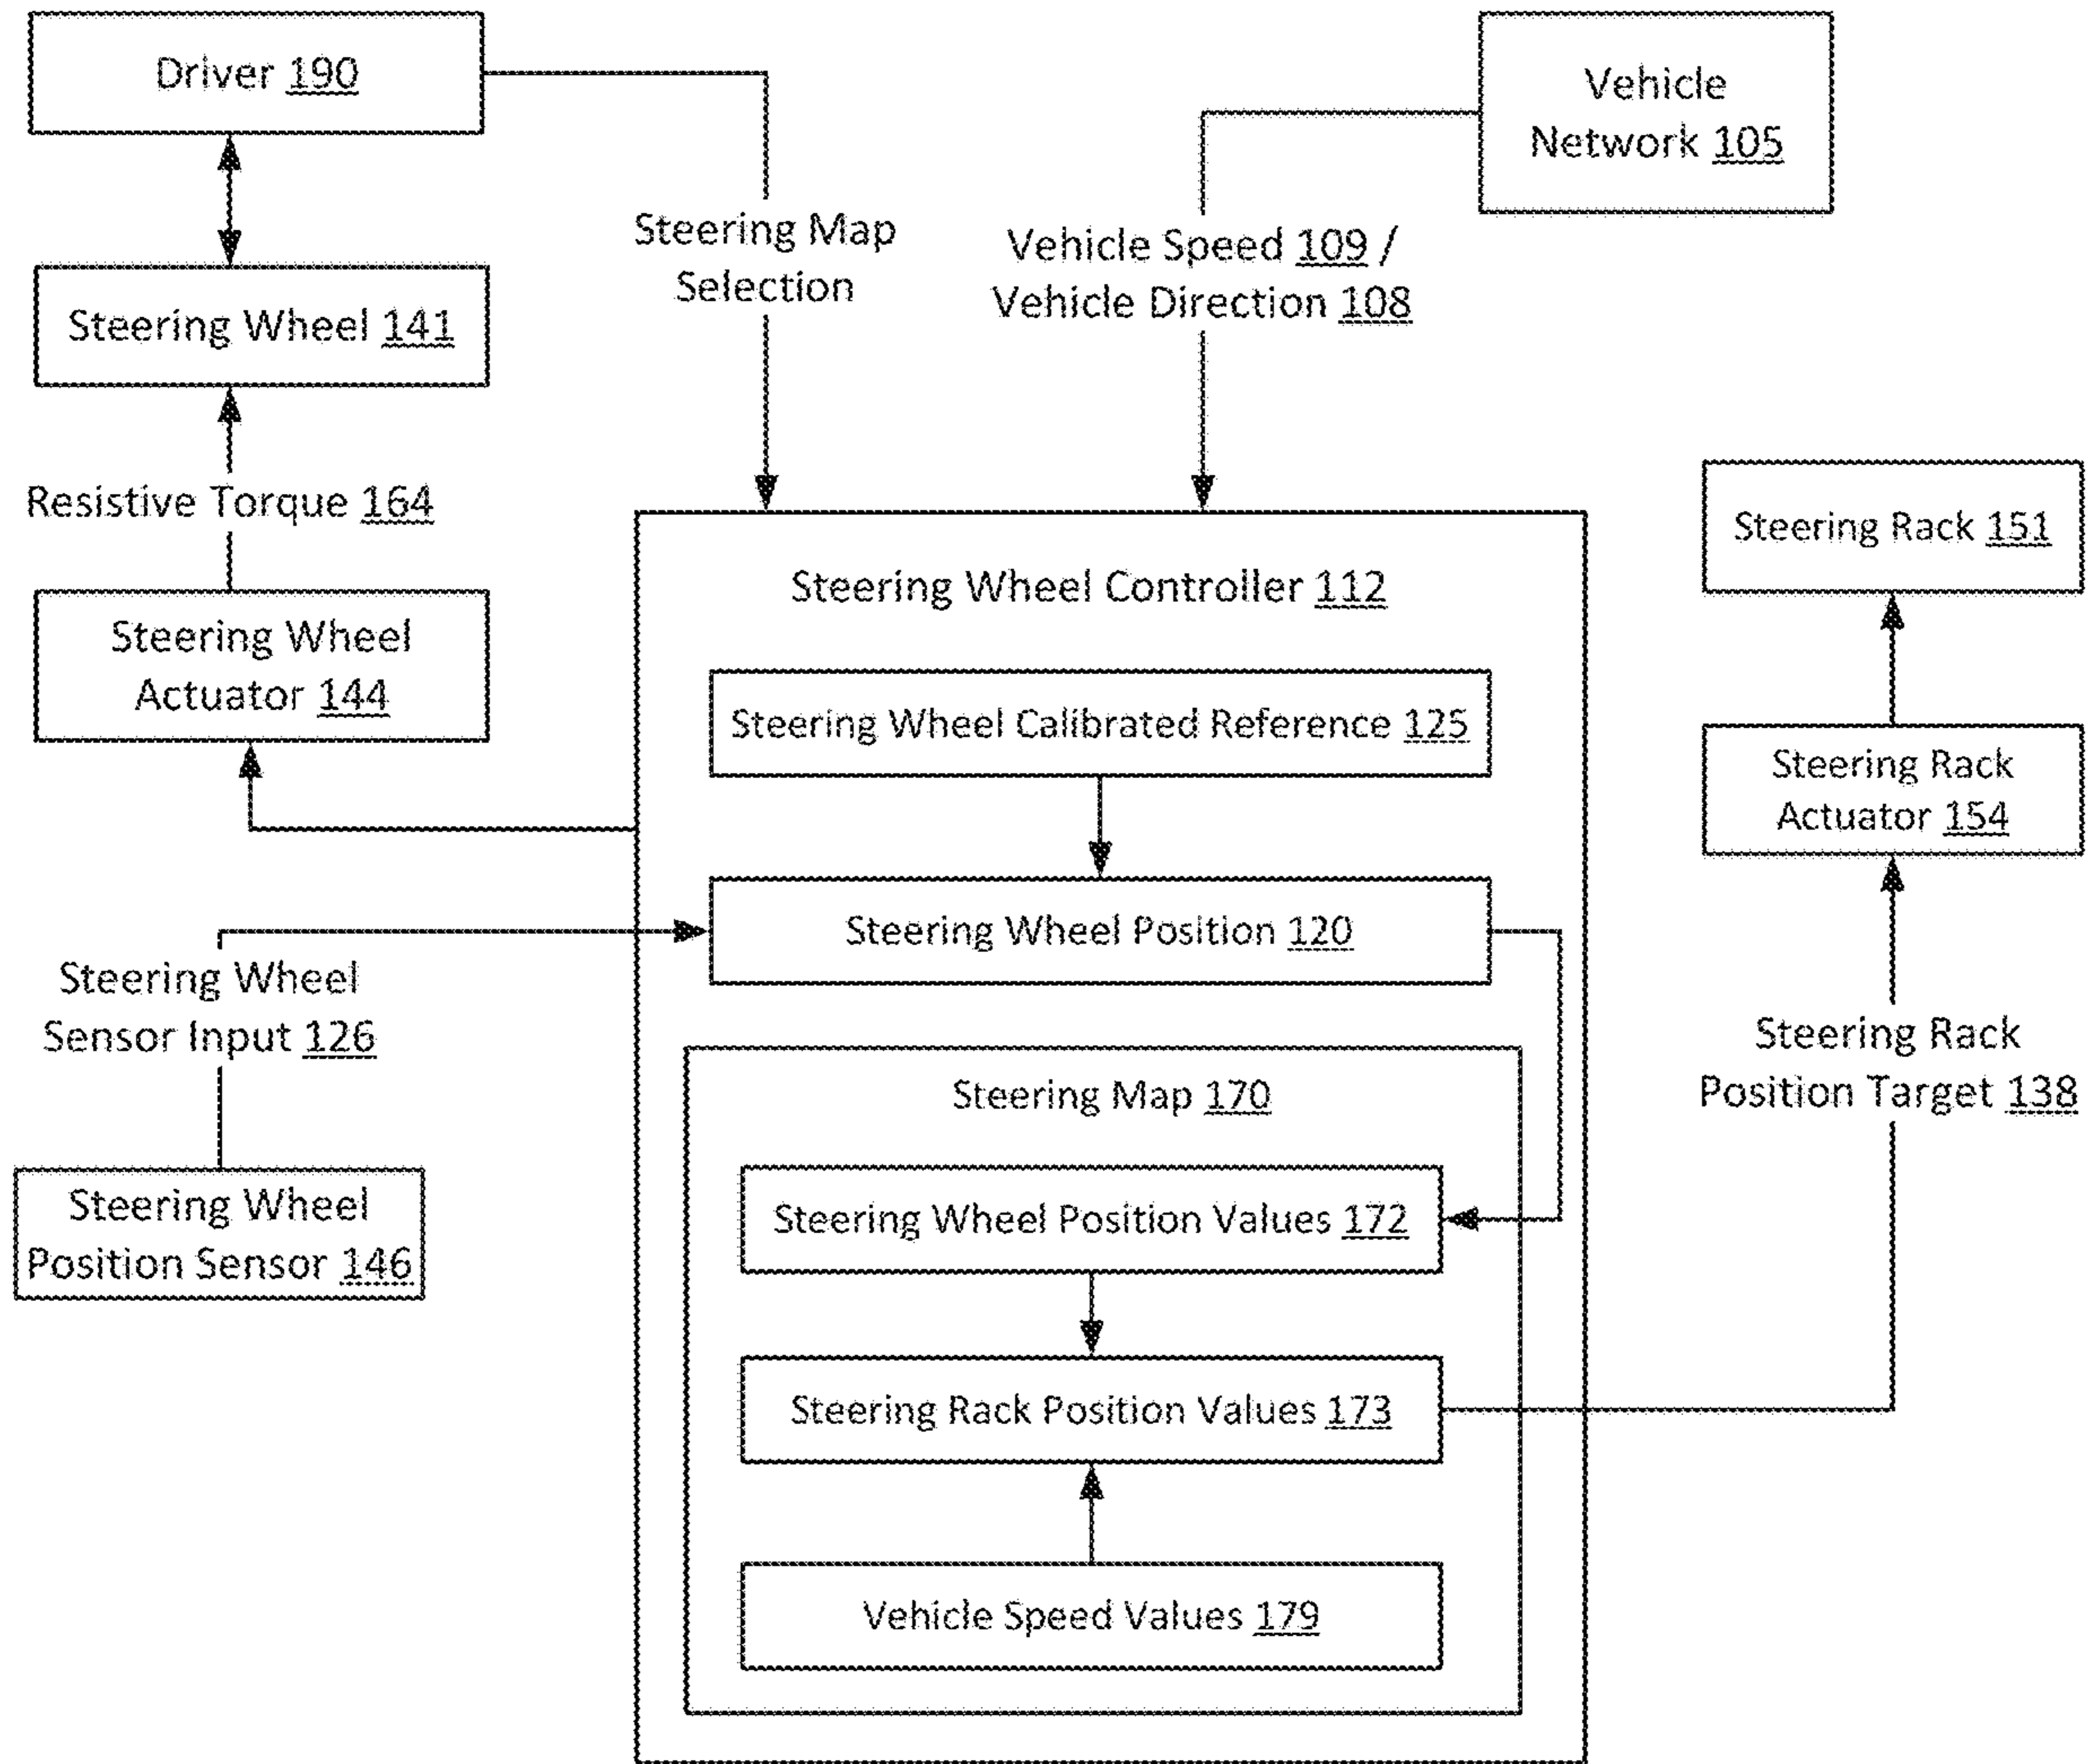 Driver 190
Vehicle
Network 105
Steering Map
Selection
Vehicle Speed 109 /
Vehicle Direction 108
Steering Wheel 141
Resistive Torque 164
Steering Wheel
Actuator 144
Steering Wheel Controller 112
Steering Rack 151
Steering Wheel Calibrated Reference 125
Steering Rack
Actuator 154
Steering Wheel Position 120
Steering Wheel
Sensor Input 126
Steering Rack
Position Target 138
Steering Map 170
Steering Wheel
Position Sensor 146
Steering Wheel Position Values 172
Steering Rack Position Values 173
Vehicle Speed Values 179